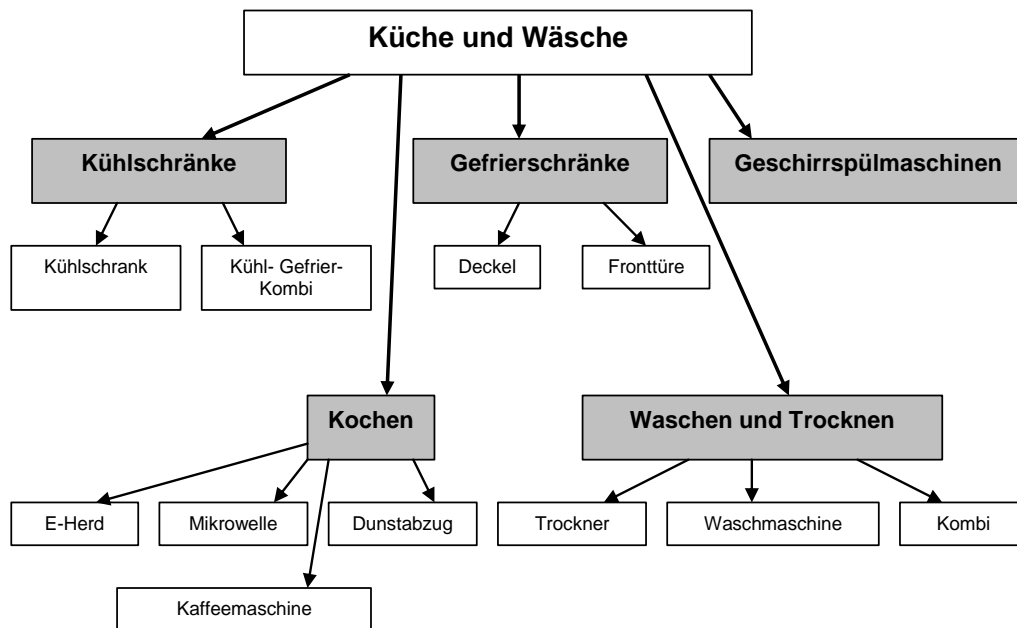 Küche und Wäsche
Kühlschränke
Gefrierschränke
Geschirrspülmaschinen
Kühlschrank
Kühl- Gefrier-
Kombi
Deckel
Fronttüre
Kochen
Waschen und Trocknen
E-Herd
Mikrowelle
Dunstabzug
Trockner
Waschmaschine
Kombi
Kaffeemaschine